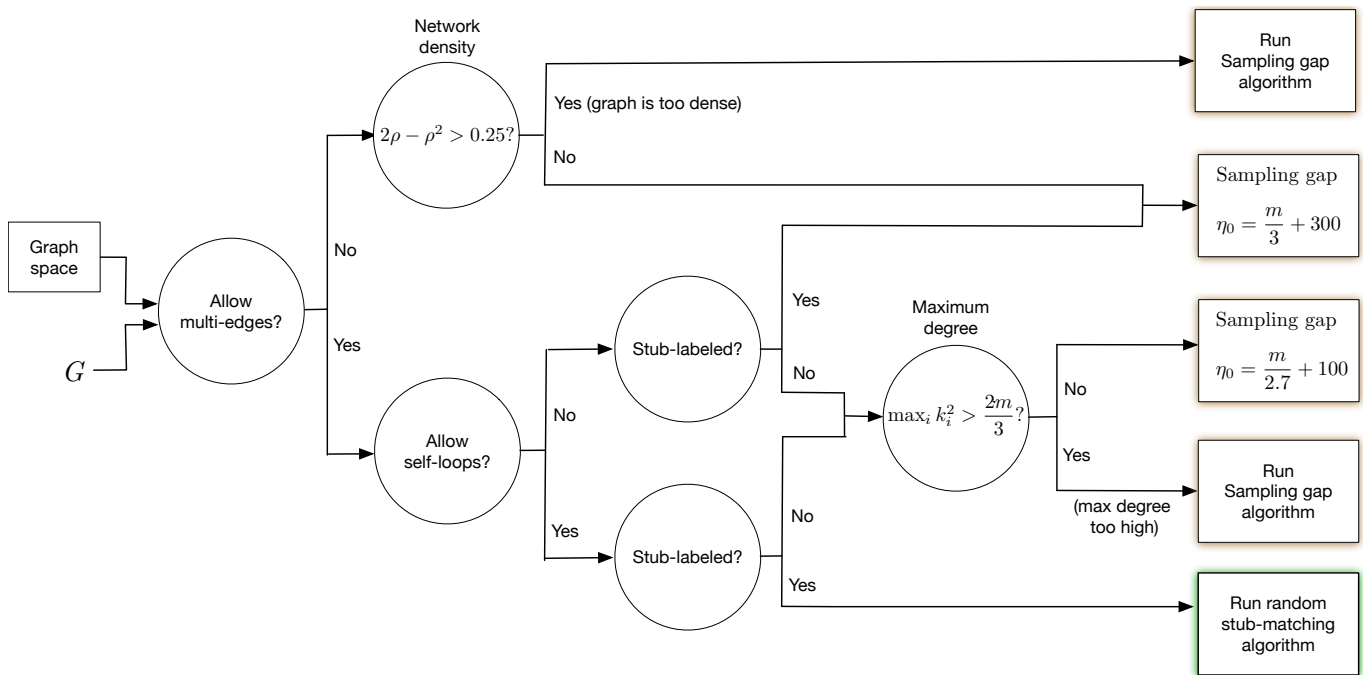 Graph
space
G
Allow
multi-edges?
No
Yes
Network
density
2ρ − ρ² > 0.25?
Yes (graph is too dense)
No
Run
Sampling gap
algorithm
Sampling gap
η₀ = m/3 + 300
Allow
self-loops?
No
Yes
Stub-labeled?
Yes
No
Stub-labeled?
No
Yes
Maximum
degree
maxᵢ kᵢ² > 2m/3?
No
Yes
(max degree
too high)
Sampling gap
η₀ = m/2.7 + 100
Run
Sampling gap
algorithm
Run random
stub-matching
algorithm